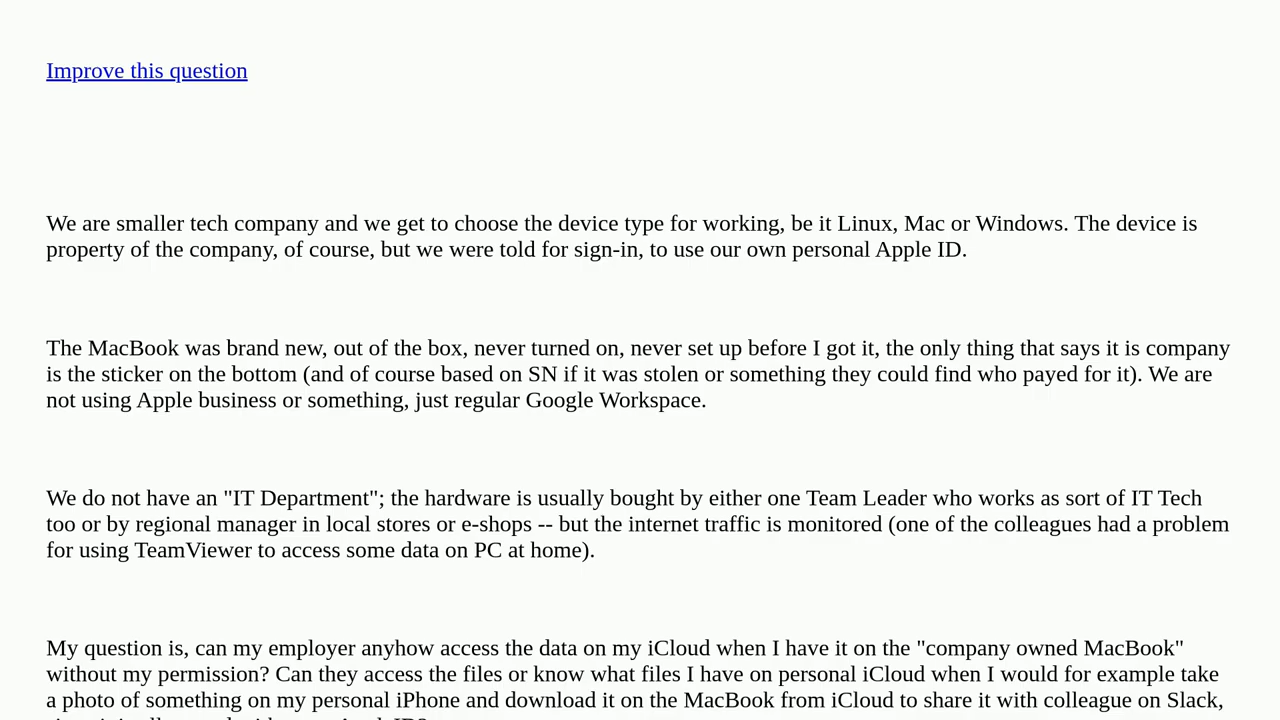 Improve this question
We are smaller tech company and we get to choose the device type for working, be it Linux, Mac or Windows. The device is
property of the company, of course, but we were told for sign-in, to use our own personal Apple ID.
The MacBook was brand new, out of the box, never turned on, never set up before I got it, the only thing that says it is company
is the sticker on the bottom (and of course based on SN if it was stolen or something they could find who payed for it). We are
not using Apple business or something, just regular Google Workspace.
We do not have an "IT Department"; the hardware is usually bought by either one Team Leader who works as sort of IT Tech
too or by regional manager in local stores or e-shops -- but the internet traffic is monitored (one of the colleagues had a problem
for using TeamViewer to access some data on PC at home).
My question is, can my employer anyhow access the data on my iCloud when I have it on the "company owned MacBook"
without my permission? Can they access the files or know what files I have on personal iCloud when I would for example take
a photo of something on my personal iPhone and download it on the MacBook from iCloud to share it with colleague on Slack,